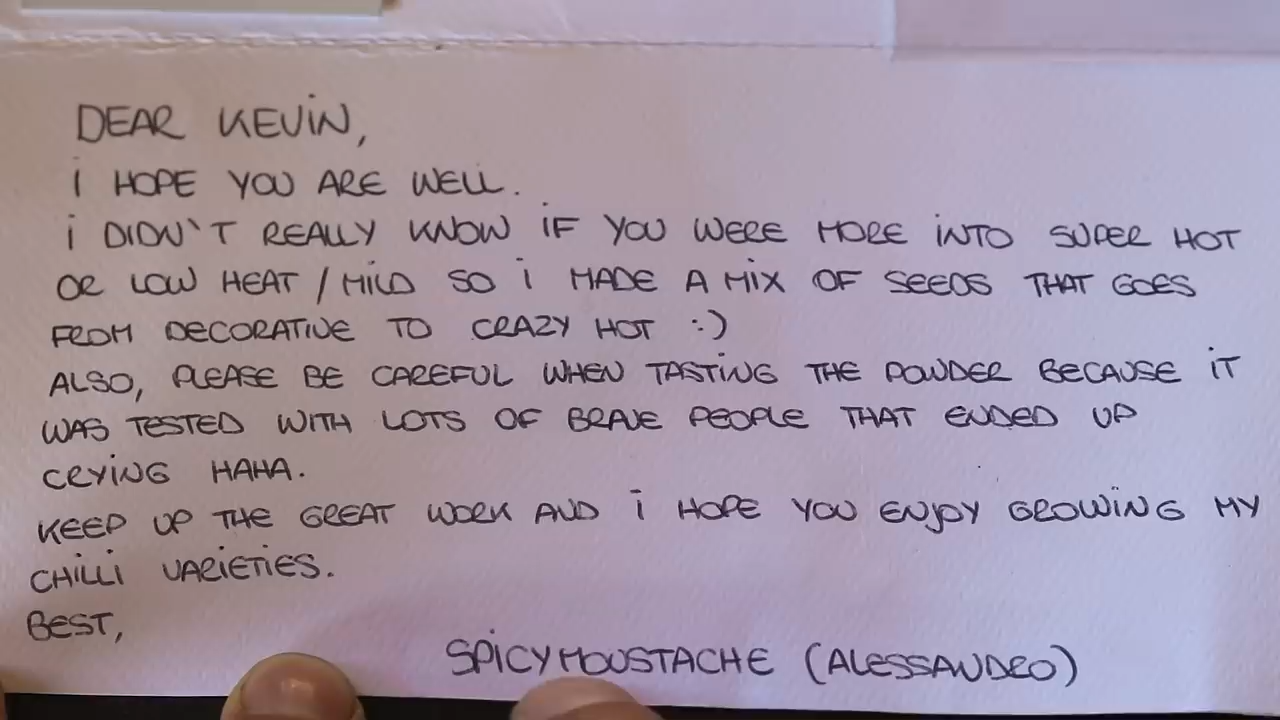 DEAR KEViN,
i HOPE YOU ARE WELL.
i DIDN'T REALLY KNOW iF YOU WERE MORE iNTO SUPER HOT
OR LOW HEAT / MILD SO i MADE A MiX OF SEEDS THAT GOES
FROM DECORATIVE TO CRAZY HOT :)
ALSO, PLEASE BE CAREFUL WHEN TASTING THE POWDER BECAUSE iT
WAS TESTED WITH LOTS OF BRAVE PEOPLE THAT ENDED UP
CRYiNG HAHA.
KEEP UP THE GREAT WORK AND i HOPE YOU ENJOY GROWiNG MY
CHiLLi VARiETiES.
BEST,
SPiCYMOUSTACHE (ALESSANDRO)